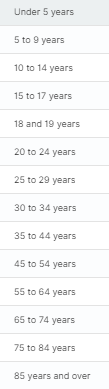 Under 5 years
5 to 9 years
10 to 14 years
15 to 17 years
18 and 19 years
20 to 24 years
25 to 29 years
30 to 34 years
35 to 44 years
45 to 54 years
55 to 64 years
65 to 74 years
75 to 84 years
85 years and over